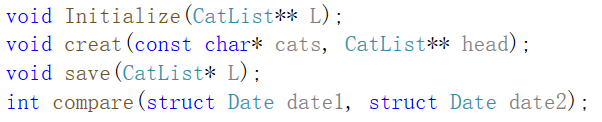 void Initialize(CatList** L);
void creat(const char* cats, CatList** head);
void save(CatList* L);
int compare(struct Date date1, struct Date date2);